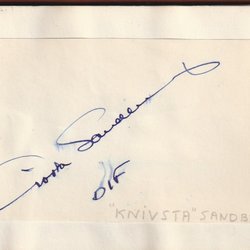 Gösta Sandberg
DIF
"KNIVSTA" SANDB